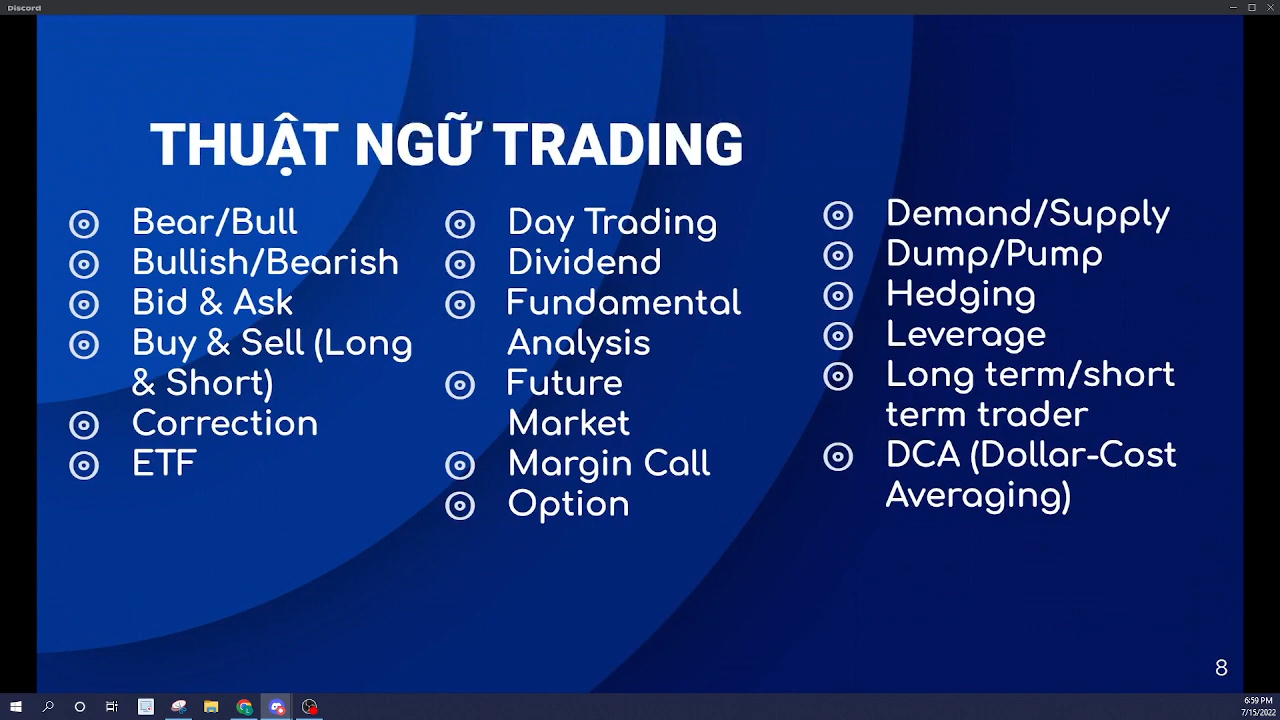 Discord
THUẬT NGỮ TRADING
Bear/Bull
Bullish/Bearish
Bid & Ask
Buy & Sell (Long
& Short)
Correction
ETF
Day Trading
Dividend
Fundamental
Analysis
Future
Market
Margin Call
Option
Demand/Supply
Dump/Pump
Hedging
Leverage
Long term/short
term trader
DCA (Dollar-Cost
Averaging)
8
6:59 PM
7/15/2022